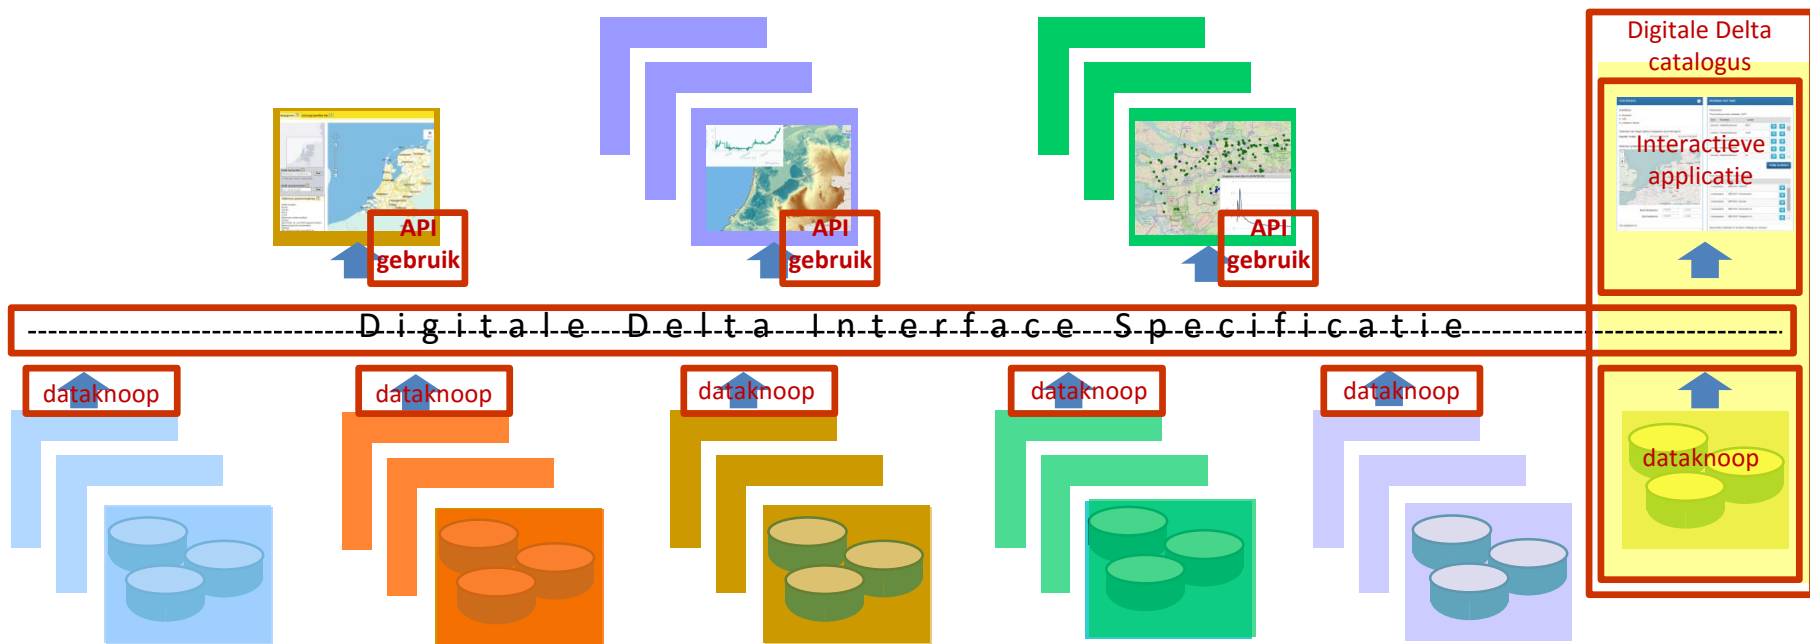 Digitale Delta
catalogus
Interactieve
applicatie
API
gebruik
API
gebruik
API
gebruik
Digitale Delta Interface Specificatie
dataknoop
dataknoop
dataknoop
dataknoop
dataknoop
dataknoop